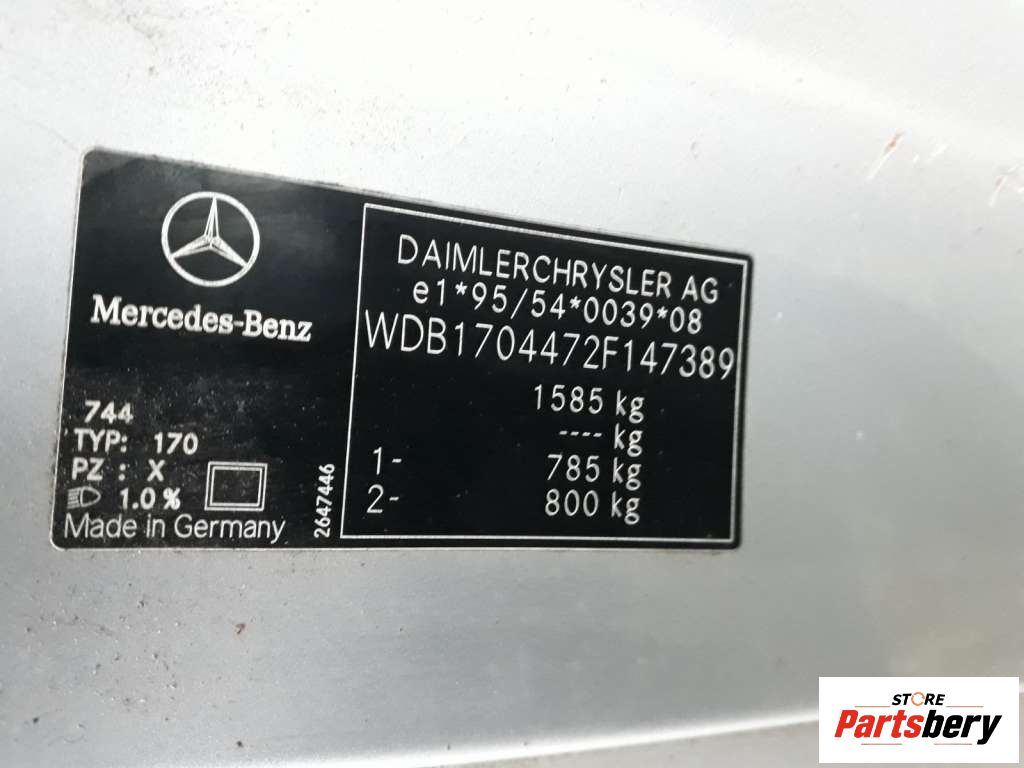 Mercedes-Benz
744
TYP: 170
PZ : X
1.0 %
Made in Germany
2647446
DAIMLERCHRYSLER AG
e1*95/54*0039*08
WDB1704472F147389
1585 kg
---- kg
1- 785 kg
2- 800 kg
STORE
Partsbery